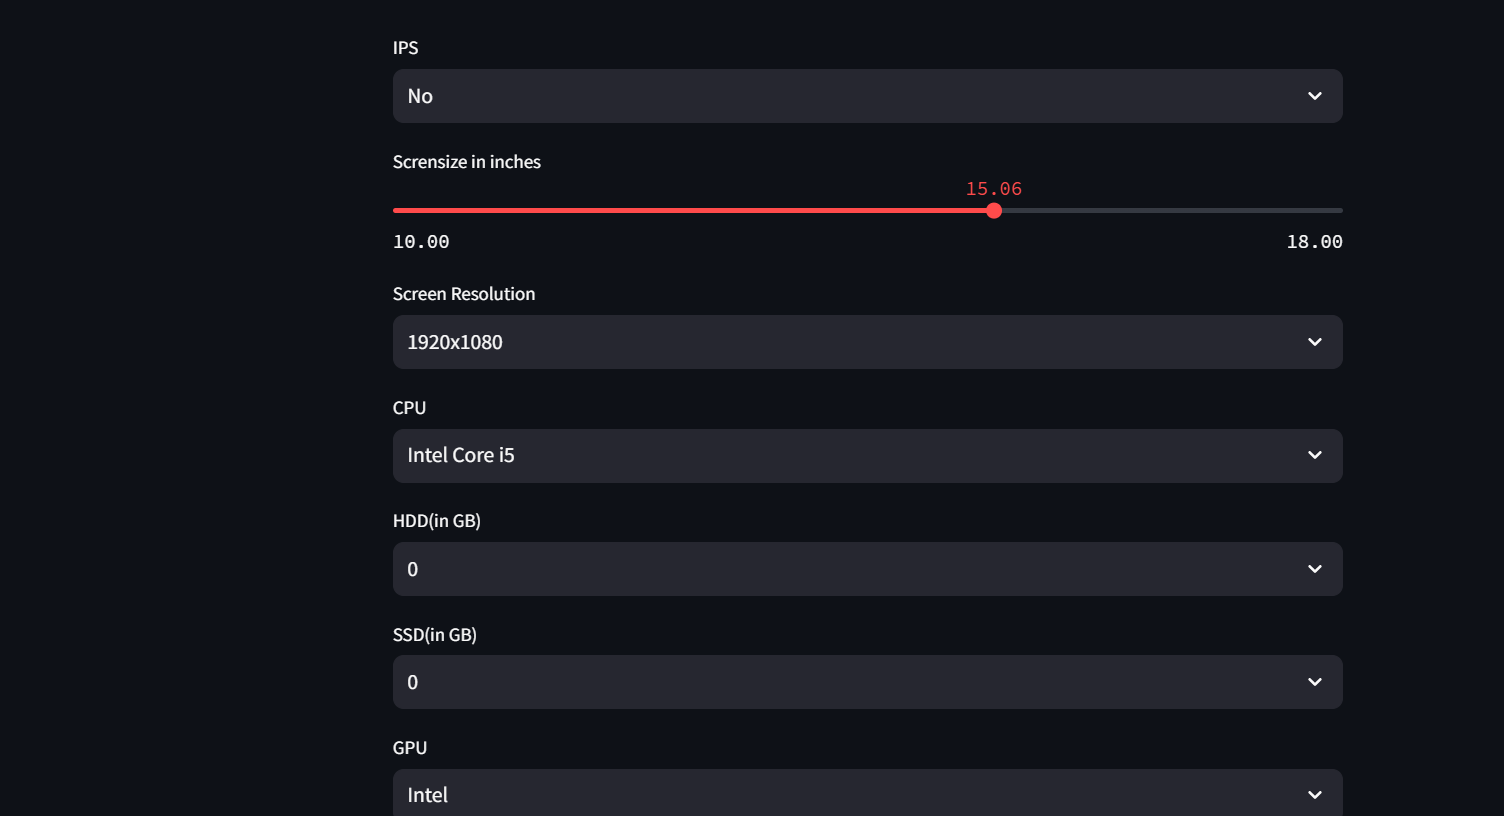 IPS
No
Scrensize in inches
15.06
10.00 18.00
Screen Resolution
1920x1080
CPU
Intel Core i5
HDD(in GB)
0
SSD(in GB)
0
GPU
Intel